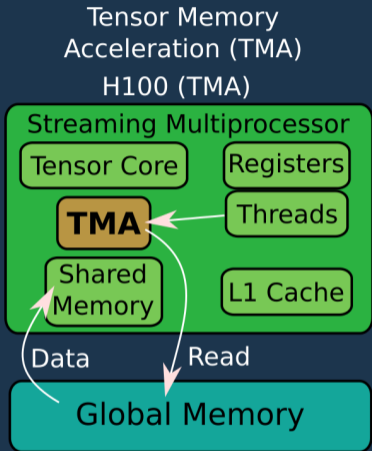 Tensor Memory
Acceleration (TMA)
H100 (TMA)
Streaming Multiprocessor
Tensor Core
Registers
TMA
Threads
Shared
Memory
L1 Cache
Data
Read
Global Memory